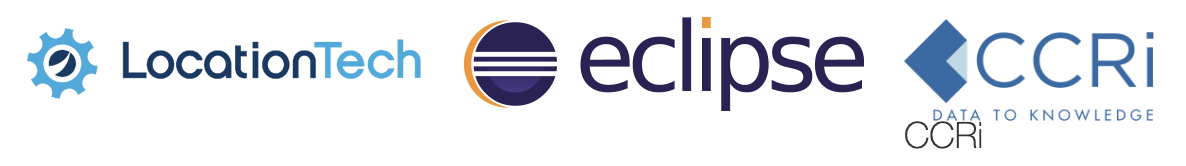 LocationTech
eclipse
CCRi
DATA TO KNOWLEDGE
CCRi